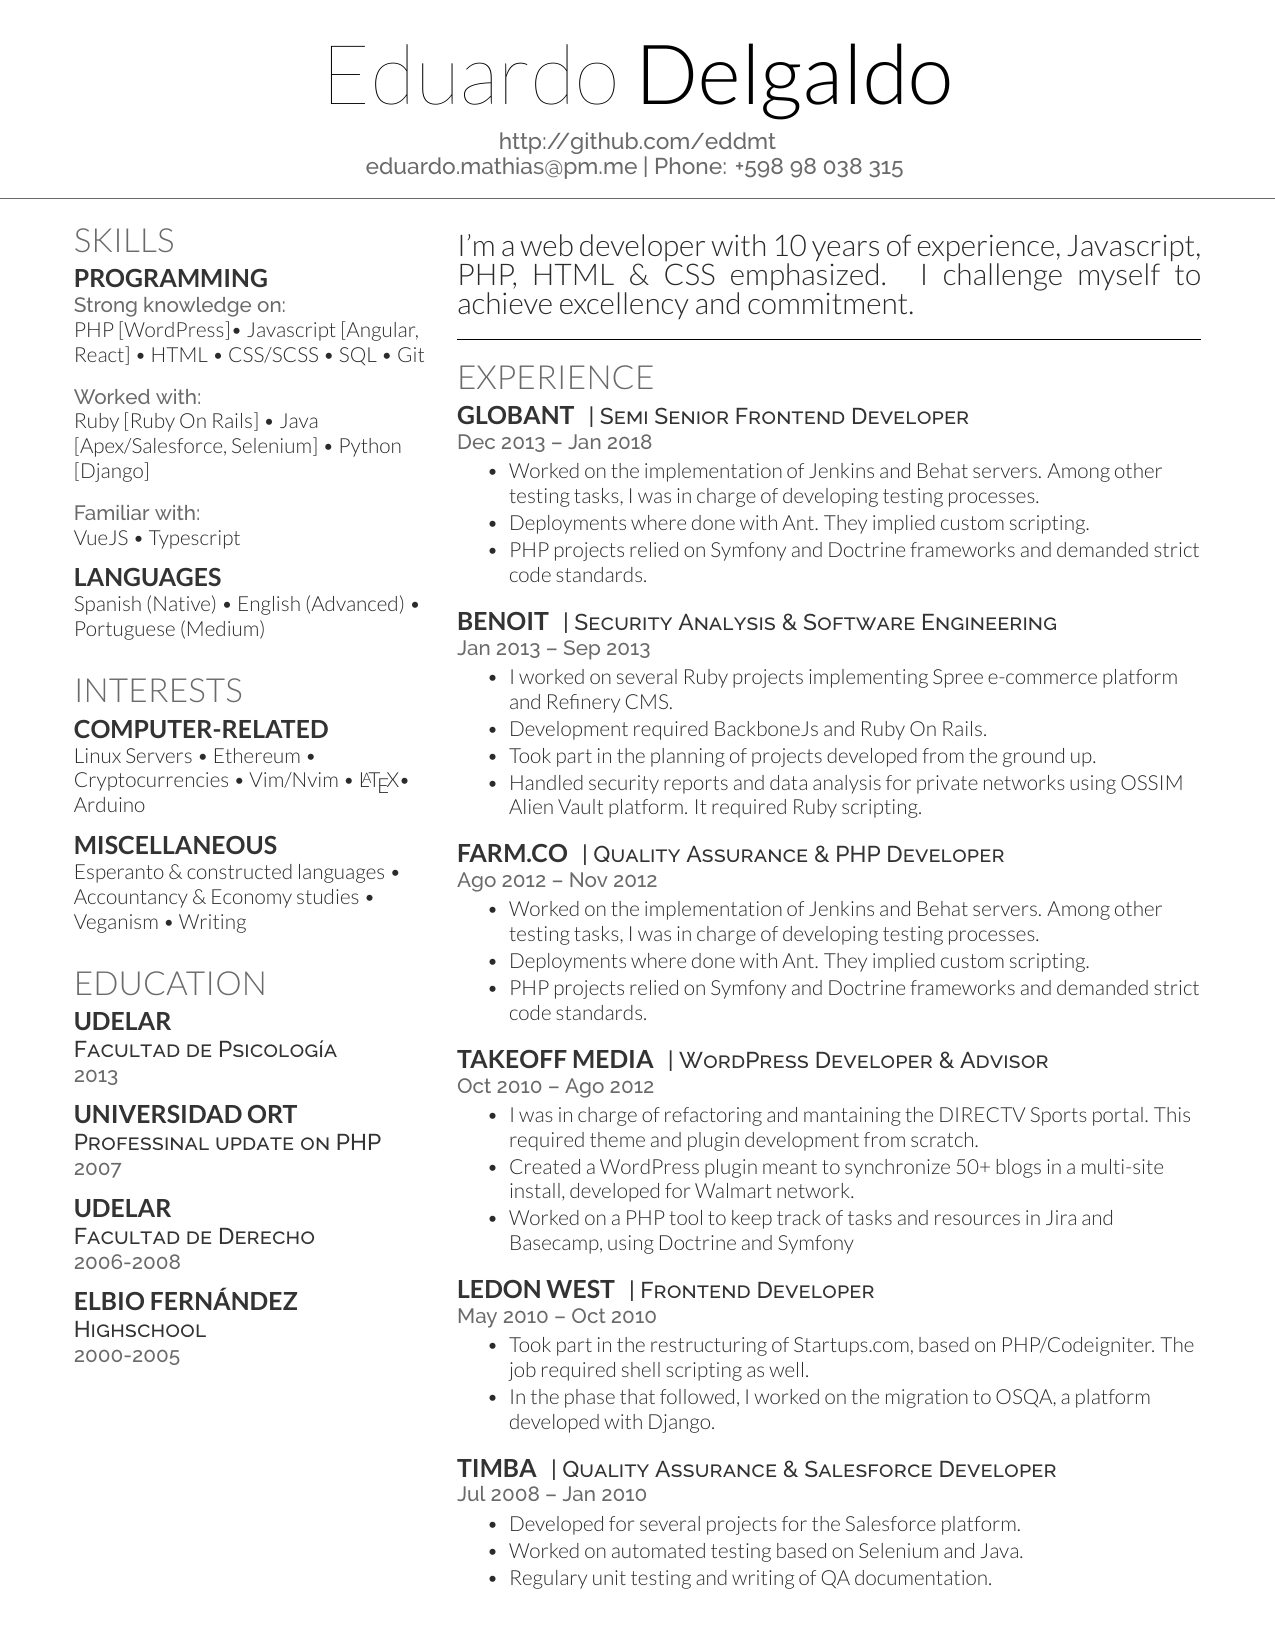 Eduardo Delgaldo
http://github.com/eddmt
eduardo.mathias@pm.me | Phone: +598 98 038 315
SKILLS
PROGRAMMING
Strong knowledge on:
PHP [WordPress]• Javascript [Angular,
React] • HTML • CSS/SCSS • SQL • Git
Worked with:
Ruby [Ruby On Rails] • Java
[Apex/Salesforce, Selenium] • Python
[Django]
Familiar with:
VueJS • Typescript
LANGUAGES
Spanish (Native) • English (Advanced) •
Portuguese (Medium)
INTERESTS
COMPUTER-RELATED
Linux Servers • Ethereum •
Cryptocurrencies • Vim/Nvim • LATEX•
Arduino
MISCELLANEOUS
Esperanto & constructed languages •
Accountancy & Economy studies •
Veganism • Writing
EDUCATION
UDELAR
Facultad de Psicología
2013
UNIVERSIDAD ORT
Professinal update on PHP
2007
UDELAR
Facultad de Derecho
2006-2008
ELBIO FERNÁNDEZ
Highschool
2000-2005
I'm a web developer with 10 years of experience, Javascript,
PHP, HTML & CSS emphasized. I challenge myself to
achieve excellency and commitment.
EXPERIENCE
GLOBANT | Semi Senior Frontend Developer
Dec 2013 – Jan 2018
• Worked on the implementation of Jenkins and Behat servers. Among other
testing tasks, I was in charge of developing testing processes.
• Deployments where done with Ant. They implied custom scripting.
• PHP projects relied on Symfony and Doctrine frameworks and demanded strict
code standards.
BENOIT | Security Analysis & Software Engineering
Jan 2013 – Sep 2013
• I worked on several Ruby projects implementing Spree e-commerce platform
and Refinery CMS.
• Development required BackboneJs and Ruby On Rails.
• Took part in the planning of projects developed from the ground up.
• Handled security reports and data analysis for private networks using OSSIM
Alien Vault platform. It required Ruby scripting.
FARM.CO | Quality Assurance & PHP Developer
Ago 2012 – Nov 2012
• Worked on the implementation of Jenkins and Behat servers. Among other
testing tasks, I was in charge of developing testing processes.
• Deployments where done with Ant. They implied custom scripting.
• PHP projects relied on Symfony and Doctrine frameworks and demanded strict
code standards.
TAKEOFF MEDIA | WordPress Developer & Advisor
Oct 2010 – Ago 2012
• I was in charge of refactoring and mantaining the DIRECTV Sports portal. This
required theme and plugin development from scratch.
• Created a WordPress plugin meant to synchronize 50+ blogs in a multi-site
install, developed for Walmart network.
• Worked on a PHP tool to keep track of tasks and resources in Jira and
Basecamp, using Doctrine and Symfony
LEDON WEST | Frontend Developer
May 2010 – Oct 2010
• Took part in the restructuring of Startups.com, based on PHP/Codeigniter. The
job required shell scripting as well.
• In the phase that followed, I worked on the migration to OSQA, a platform
developed with Django.
TIMBA | Quality Assurance & Salesforce Developer
Jul 2008 – Jan 2010
• Developed for several projects for the Salesforce platform.
• Worked on automated testing based on Selenium and Java.
• Regulary unit testing and writing of QA documentation.